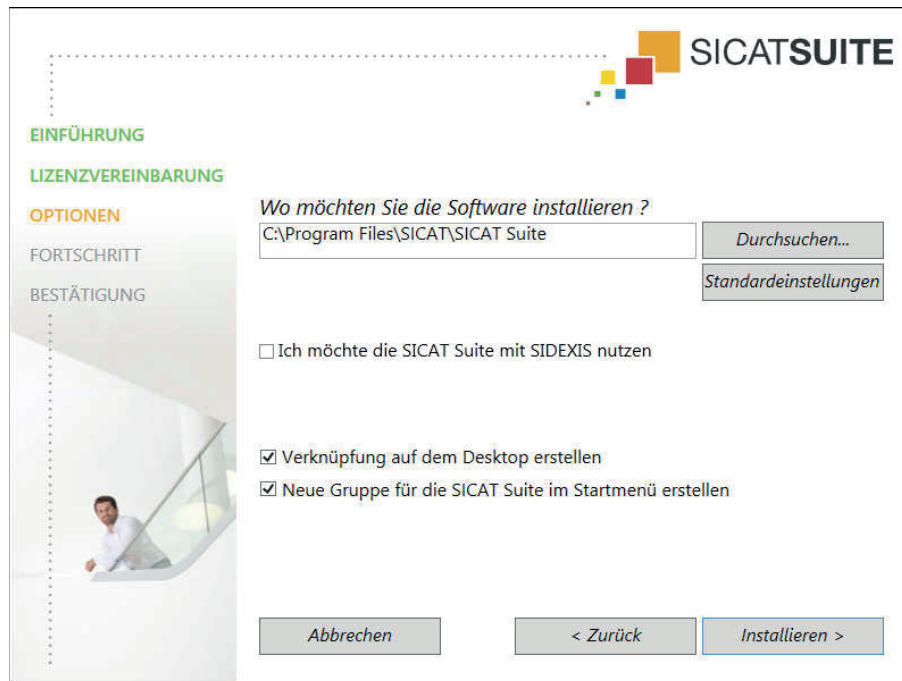 SICATSUITE
EINFÜHRUNG
LIZENZVEREINBARUNG
OPTIONEN
FORTSCHRITT
BESTÄTIGUNG
Wo möchten Sie die Software installieren ?
C:\Program Files\SICAT\SICAT Suite
Durchsuchen...
Standardeinstellungen
Ich möchte die SICAT Suite mit SIDEXIS nutzen
Verknüpfung auf dem Desktop erstellen
Neue Gruppe für die SICAT Suite im Startmenü erstellen
Abbrechen
< Zurück
Installieren >